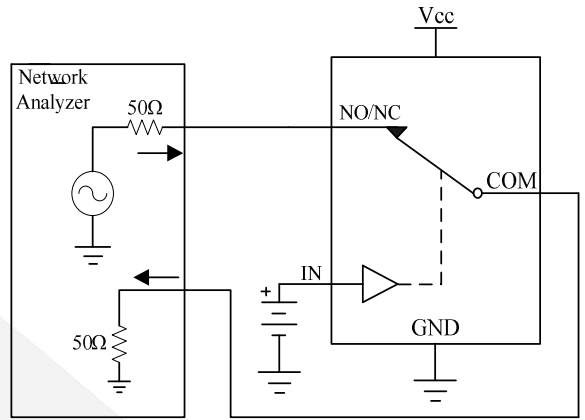 Vcc
Network
Analyzer
50Ω
NO/NC
COM
IN
+
50Ω
GND